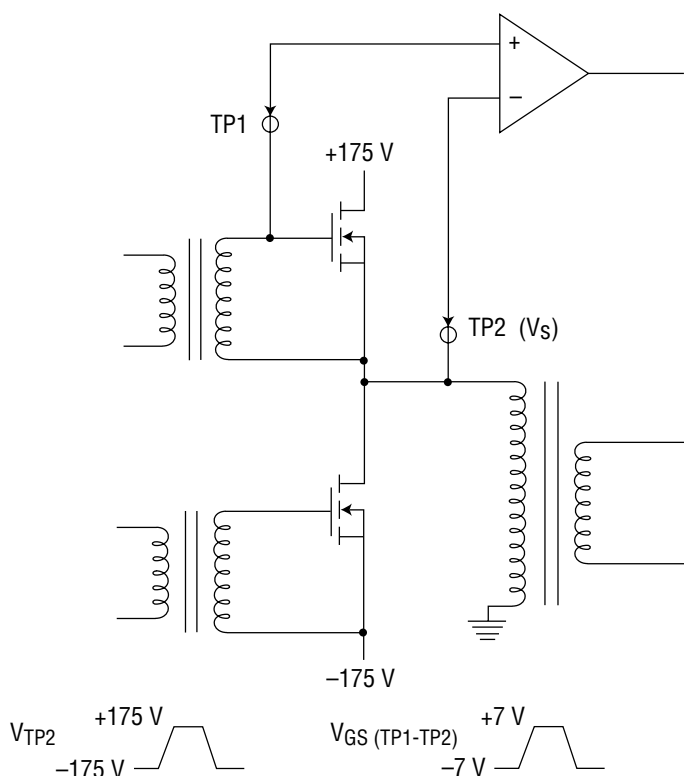 +
−
TP1
+175 V
TP2 (VS)
−175 V
VTP2
+175 V
−175 V
VGS (TP1-TP2)
+7 V
−7 V